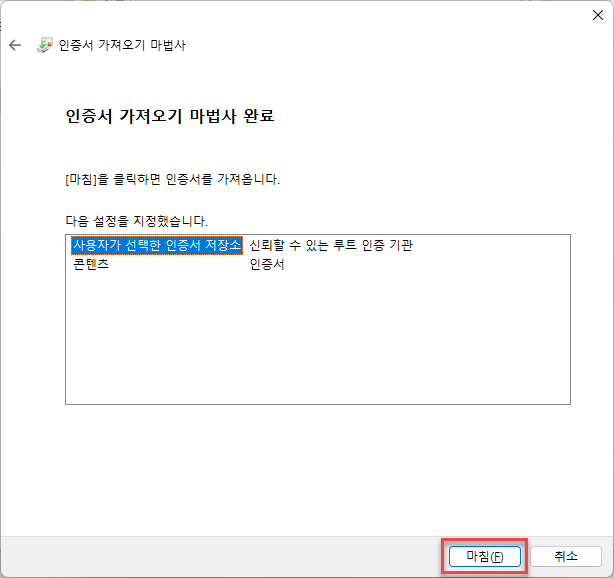 인증서 가져오기 마법사
인증서 가져오기 마법사 완료
[마침]을 클릭하면 인증서를 가져옵니다.
다음 설정을 지정했습니다.
사용자가 선택한 인증서 저장소 신뢰할 수 있는 루트 인증 기관
콘텐츠 인증서
마침(F) 취소